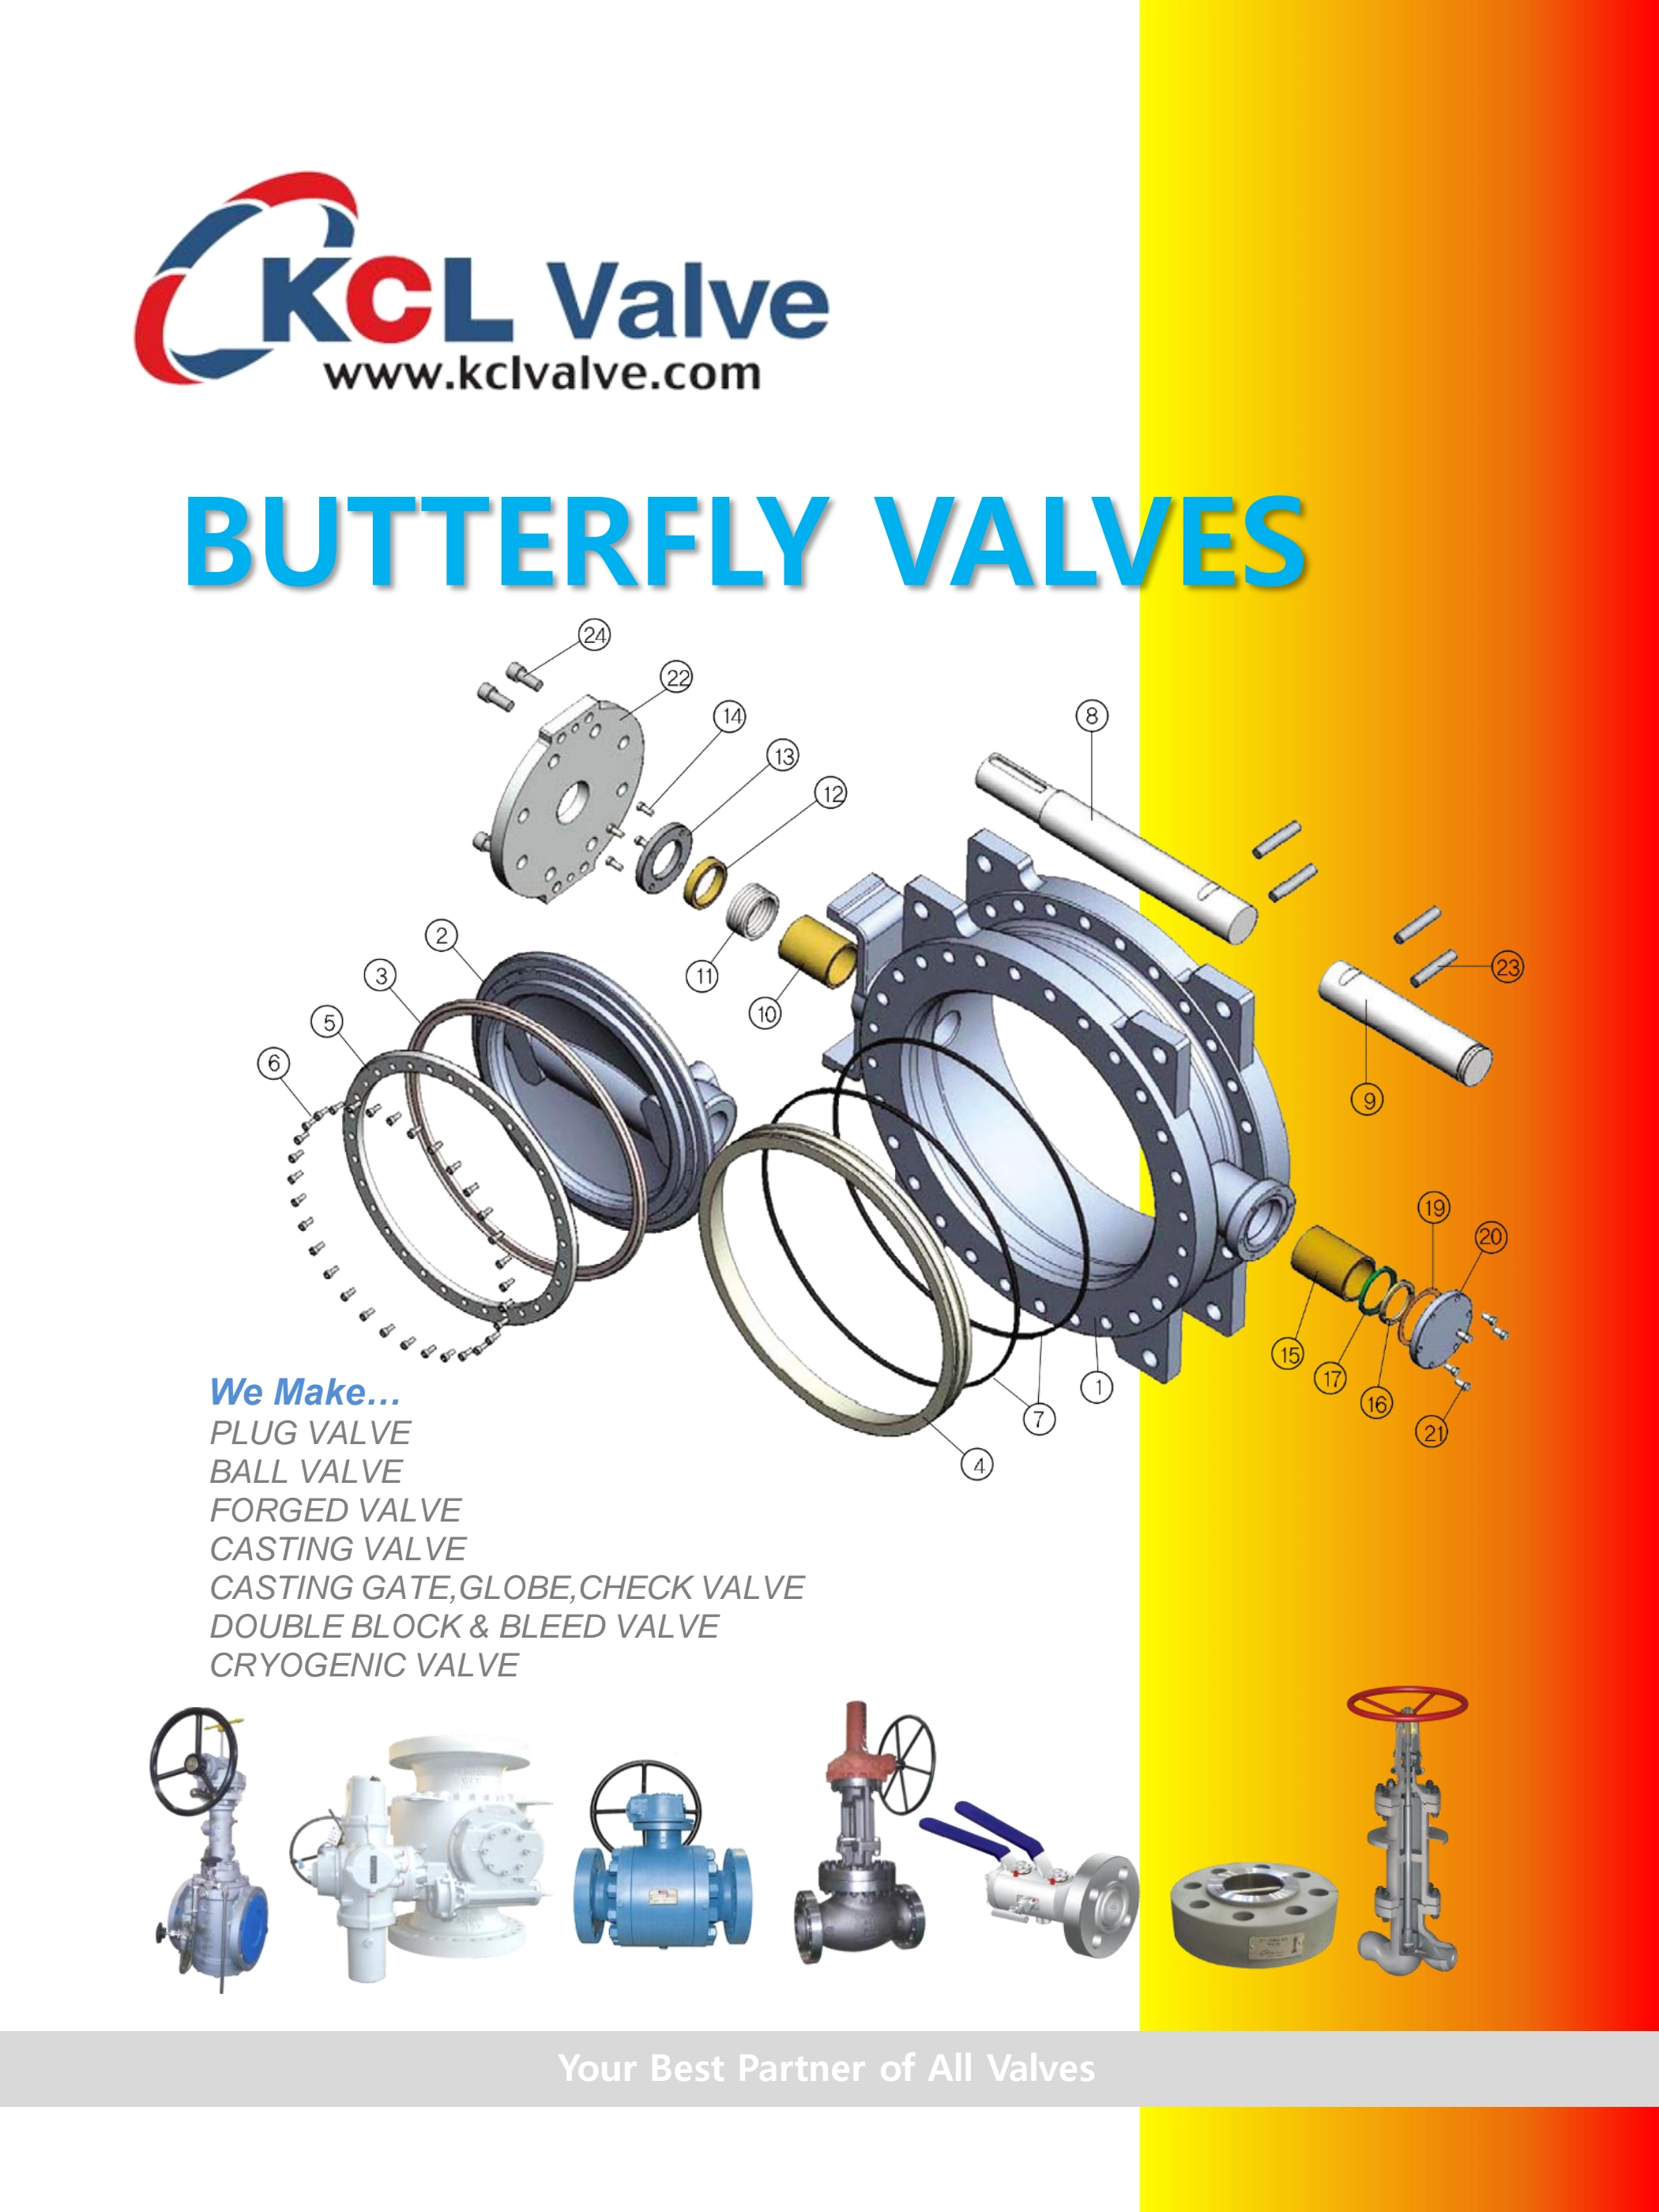 KCL Valve
www.kclvalve.com
BUTTERFLY VALVES
24
22
14
8
13
12
2
11
23
3
10
5
6
9
19
20
15
17
1
16
7
21
4
We Make...
PLUG VALVE
BALL VALVE
FORGED VALVE
CASTING VALVE
CASTING GATE,GLOBE,CHECK VALVE
DOUBLE BLOCK & BLEED VALVE
CRYOGENIC VALVE
Your Best Partner of All Valves